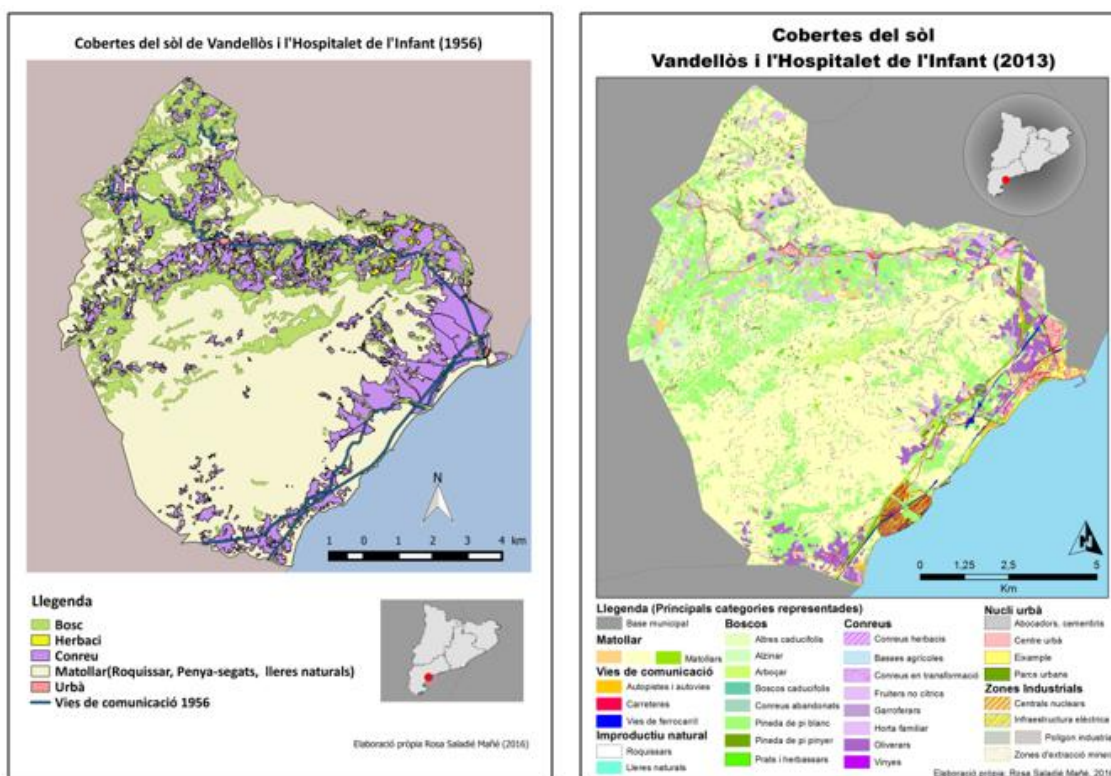 Cobertes del sòl de Vandellòs i l'Hospitalet de l'Infant (1956)
N
1 0 1 2 3 4 km
Llegenda
Bosc
Herbaci
Conreu
Matollar(Roquissar, Penya-segats, lleres naturals)
Urbà
Vies de comunicació 1956
Elaboració pròpia Rosa Saladié Mañé (2016)
Cobertes del sòl
Vandellòs i l'Hospitalet de l'Infant (2013)
N
0 1,25 2,5 5
Km
Llegenda (Principals categories representades)
Base municipal
Matollar
Matollars
Vies de comunicació
Autopistes i autovies
Carreteres
Vies de ferrocarril
Improductiu natural
Roquissars
Lleres naturals
Boscos
Altres caducifolis
Alzinar
Arboçar
Boscos caducifolis
Conreus abandonats
Pineda de pi blanc
Pineda de pi pinyer
Prats i herbassars
Conreus
Conreus herbacis
Basses agrícoles
Conreus en transformació
Fruiters no cítrics
Garroferars
Horta familiar
Oliverars
Vinyes
Nucli urbà
Abocadors, cementiris
Centre urbà
Eixample
Parcs urbans
Zones Industrials
Centrals nuclears
Infraestructura elèctrica
Polígon industrial
Zones d'extracció minera
Elaboració pròpia: Rosa Saladié Mañé, 2016